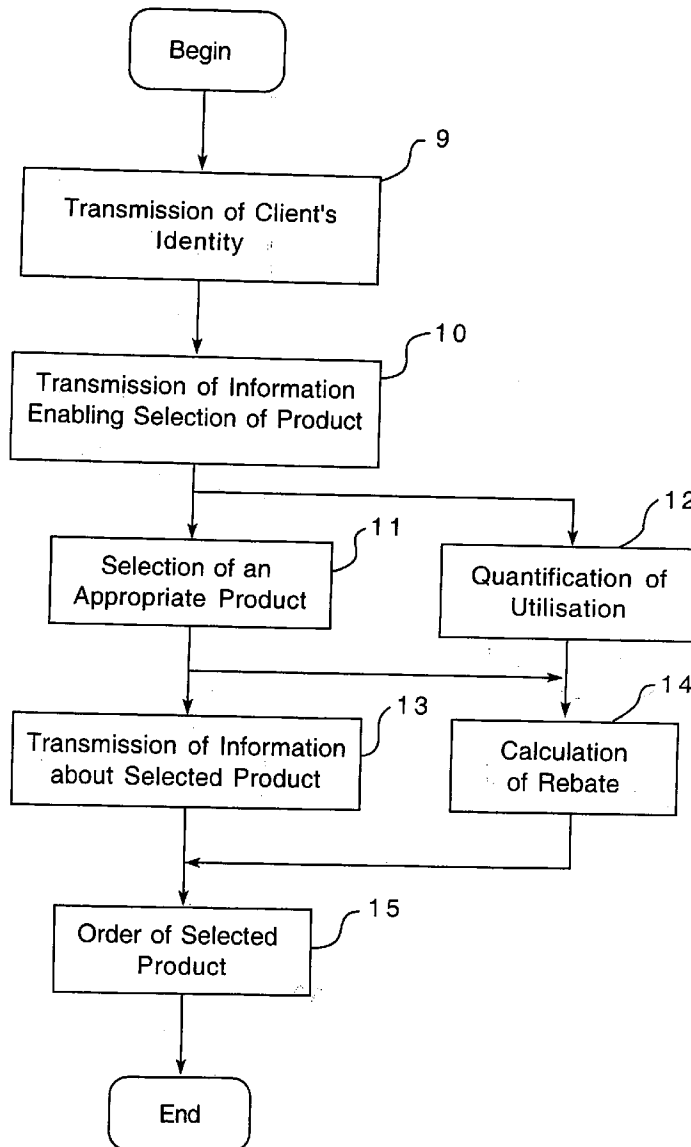 Begin
9
Transmission of Client's
Identity
10
Transmission of Information
Enabling Selection of Product
11
Selection of an
Appropriate Product
12
Quantification of
Utilisation
13
Transmission of Information
about Selected Product
14
Calculation
of Rebate
15
Order of Selected
Product
End